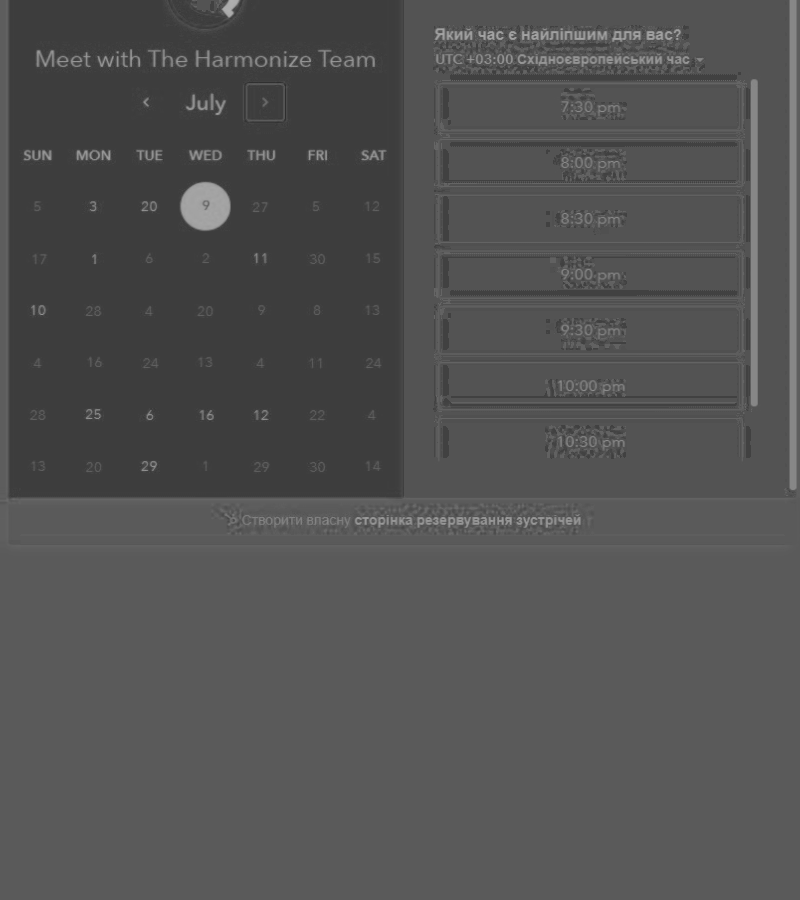 Meet with The Harmonize Team
July
SUN MON TUE WED THU FRI SAT
5 3 20 9 27 5 12
17 1 6 2 11 30 15
10 28 4 20 9 8 13
4 16 24 13 4 11 24
28 25 6 16 12 22 4
13 20 29 1 29 30 14
Який час є найліпшим для вас?
UTC +03:00 Східноєвропейський час
7:30 pm
8:00 pm
8:30 pm
9:00 pm
9:30 pm
10:00 pm
10:30 pm
Створити власну сторінка резервування зустрічей